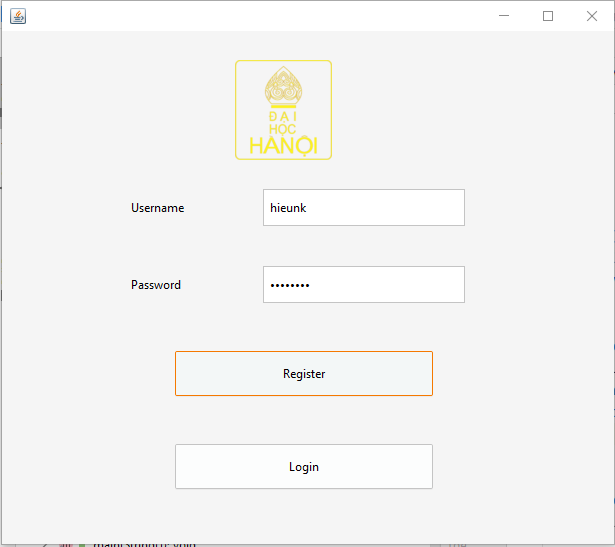 ĐẠI
HỌC
HÀNỘI
Username
hieunk
Password
••••••••
Register
Login